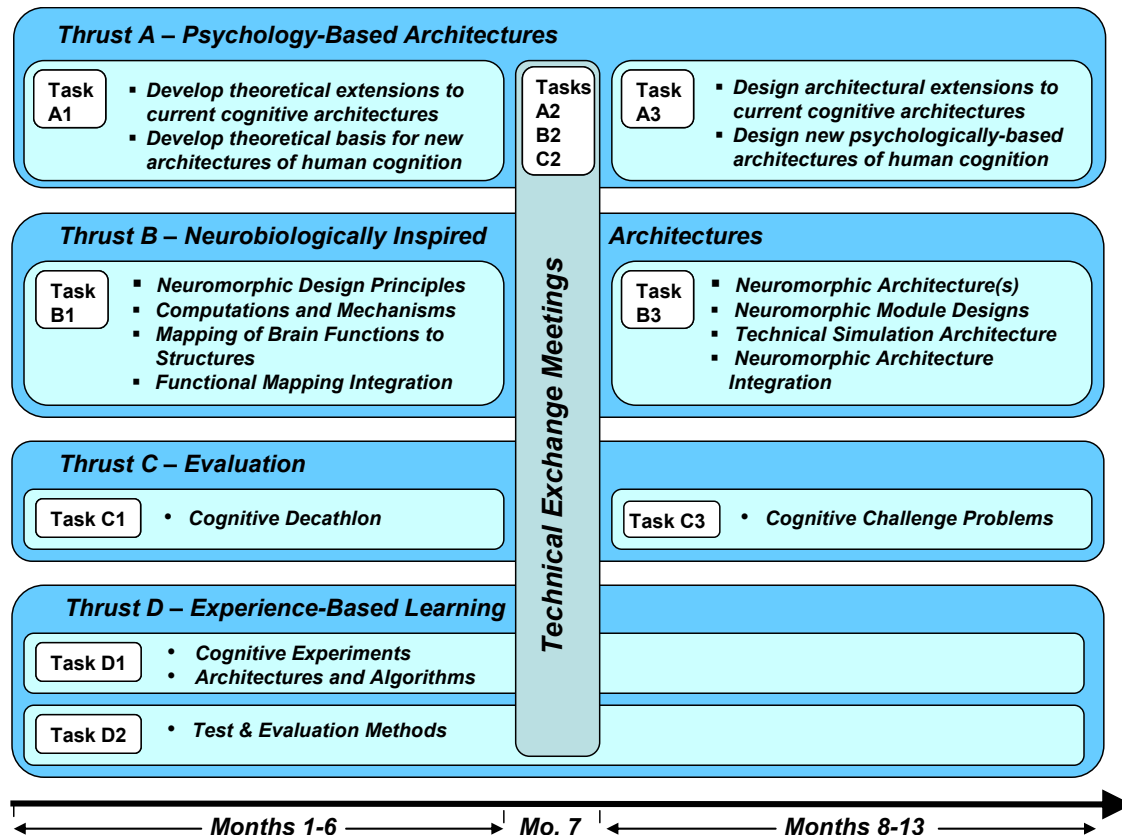 Thrust A – Psychology-Based Architectures
Task
A1
▪ Develop theoretical extensions to
current cognitive architectures
▪ Develop theoretical basis for new
architectures of human cognition
Tasks
A2
B2
C2
Task
A3
▪ Design architectural extensions to
current cognitive architectures
▪ Design new psychologically-based
architectures of human cognition
Technical Exchange Meetings
Thrust B – Neurobiologically Inspired Architectures
Task
B1
▪ Neuromorphic Design Principles
▪ Computations and Mechanisms
▪ Mapping of Brain Functions to
Structures
▪ Functional Mapping Integration
Task
B3
▪ Neuromorphic Architecture(s)
▪ Neuromorphic Module Designs
▪ Technical Simulation Architecture
▪ Neuromorphic Architecture
Integration
Thrust C – Evaluation
Task C1
• Cognitive Decathlon
Task C3
• Cognitive Challenge Problems
Thrust D – Experience-Based Learning
Task D1
• Cognitive Experiments
• Architectures and Algorithms
Task D2
• Test & Evaluation Methods
Months 1-6
Mo. 7
Months 8-13